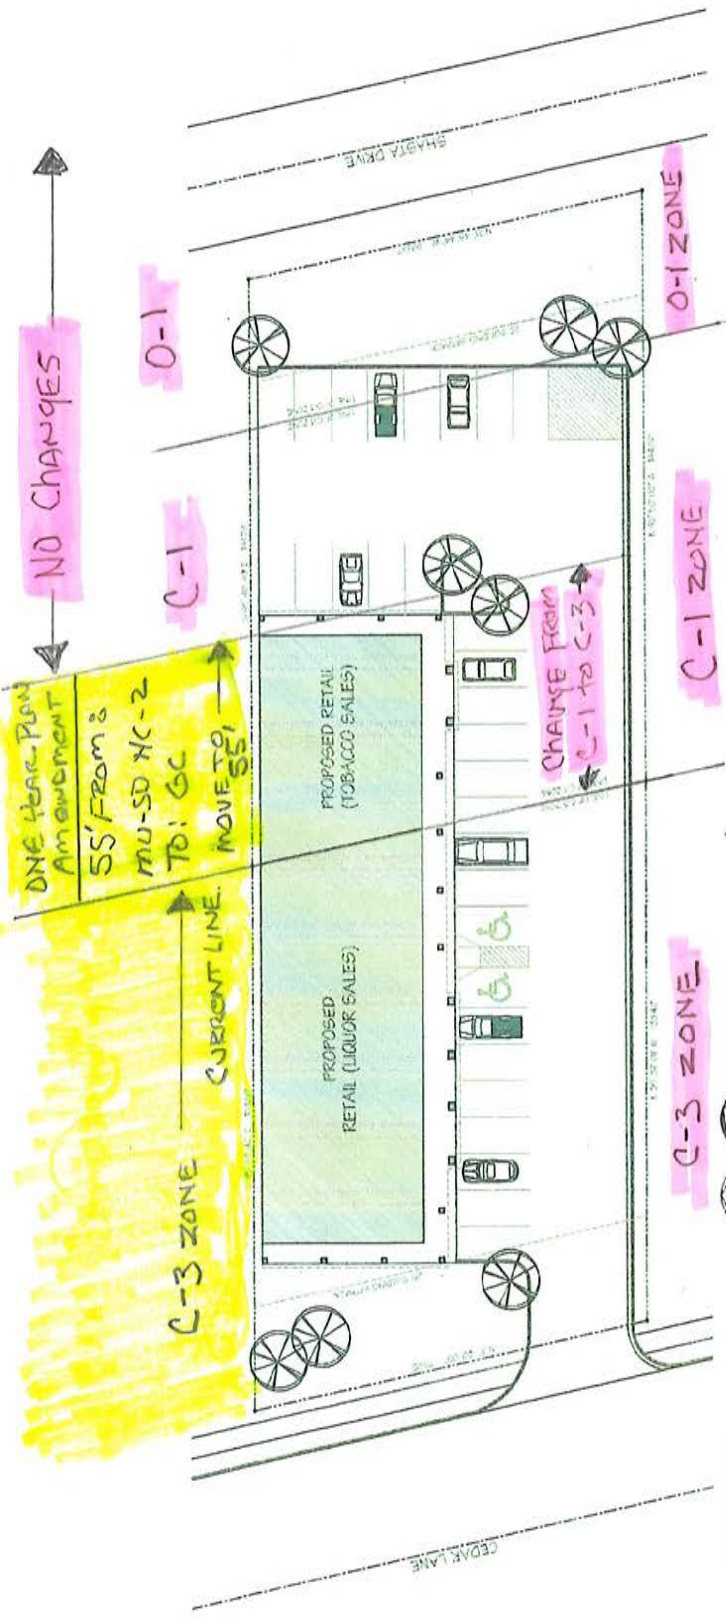 NO CHANGES
O-1
C-1
ONE YEAR PLAN
AMENDMENT
55' FROM:
MU-SD NC-2
TO: GC
MOVE TO
55'
CURRENT LINE
C-3 ZONE
SHASTA DRIVE
PROPOSED RETAIL
(TOBACCO SALES)
PROPOSED
RETAIL (LIQUOR SALES)
CHANGE FROM
C-1 to C-3
O-1 ZONE
C-1 ZONE
C-3 ZONE
CEDAR LANE